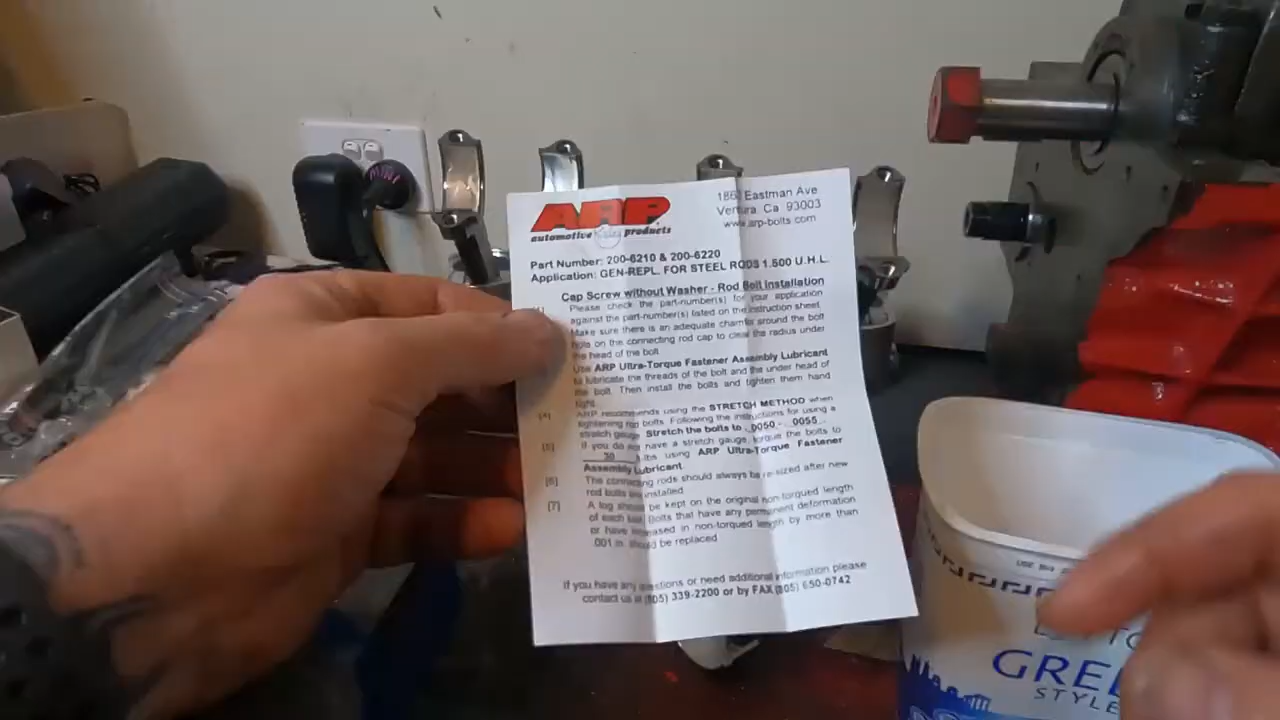 ARP
automotive racing products
1863 Eastman Ave
Ventura, Ca. 93003
www.arp-bolts.com
Part Number: 200-6210 & 200-6220
Application: GEN-REPL. FOR STEEL RODS 1.500 U.H.L.
Cap Screw without Washer - Rod Bolt Installation
Please check the part-number(s) for your application
against the part-number(s) listed on the instruction sheet.
Make sure there is an adequate chamfer around the bolt
hole on the connecting rod cap to clear the radius under
the head of the bolt.
Use ARP Ultra-Torque Fastener Assembly Lubricant
to lubricate the threads of the bolt and the under head of
the bolt. Then install the bolts and tighten them hand
tight.
[4] ARP recommends using the STRETCH METHOD when
tightening rod bolts. Following the instructions for using a
stretch gauge, Stretch the bolts to .0050 - .0055.
[5] If you do not have a stretch gauge, torque the bolts to
30 ft.lbs using ARP Ultra-Torque Fastener
Assembly Lubricant
[6] The connecting rods should always be re-sized after new
rod bolts are installed
[7] A log should be kept on the original non-torqued length
of each bolt. Bolts that have any permanent deformation
or have increased in non-torqued length by more than
.001 in. should be replaced
If you have any questions or need additional information please
contact us at (805) 339-2200 or by FAX (805) 650-0742
USE
GREE
STYLE